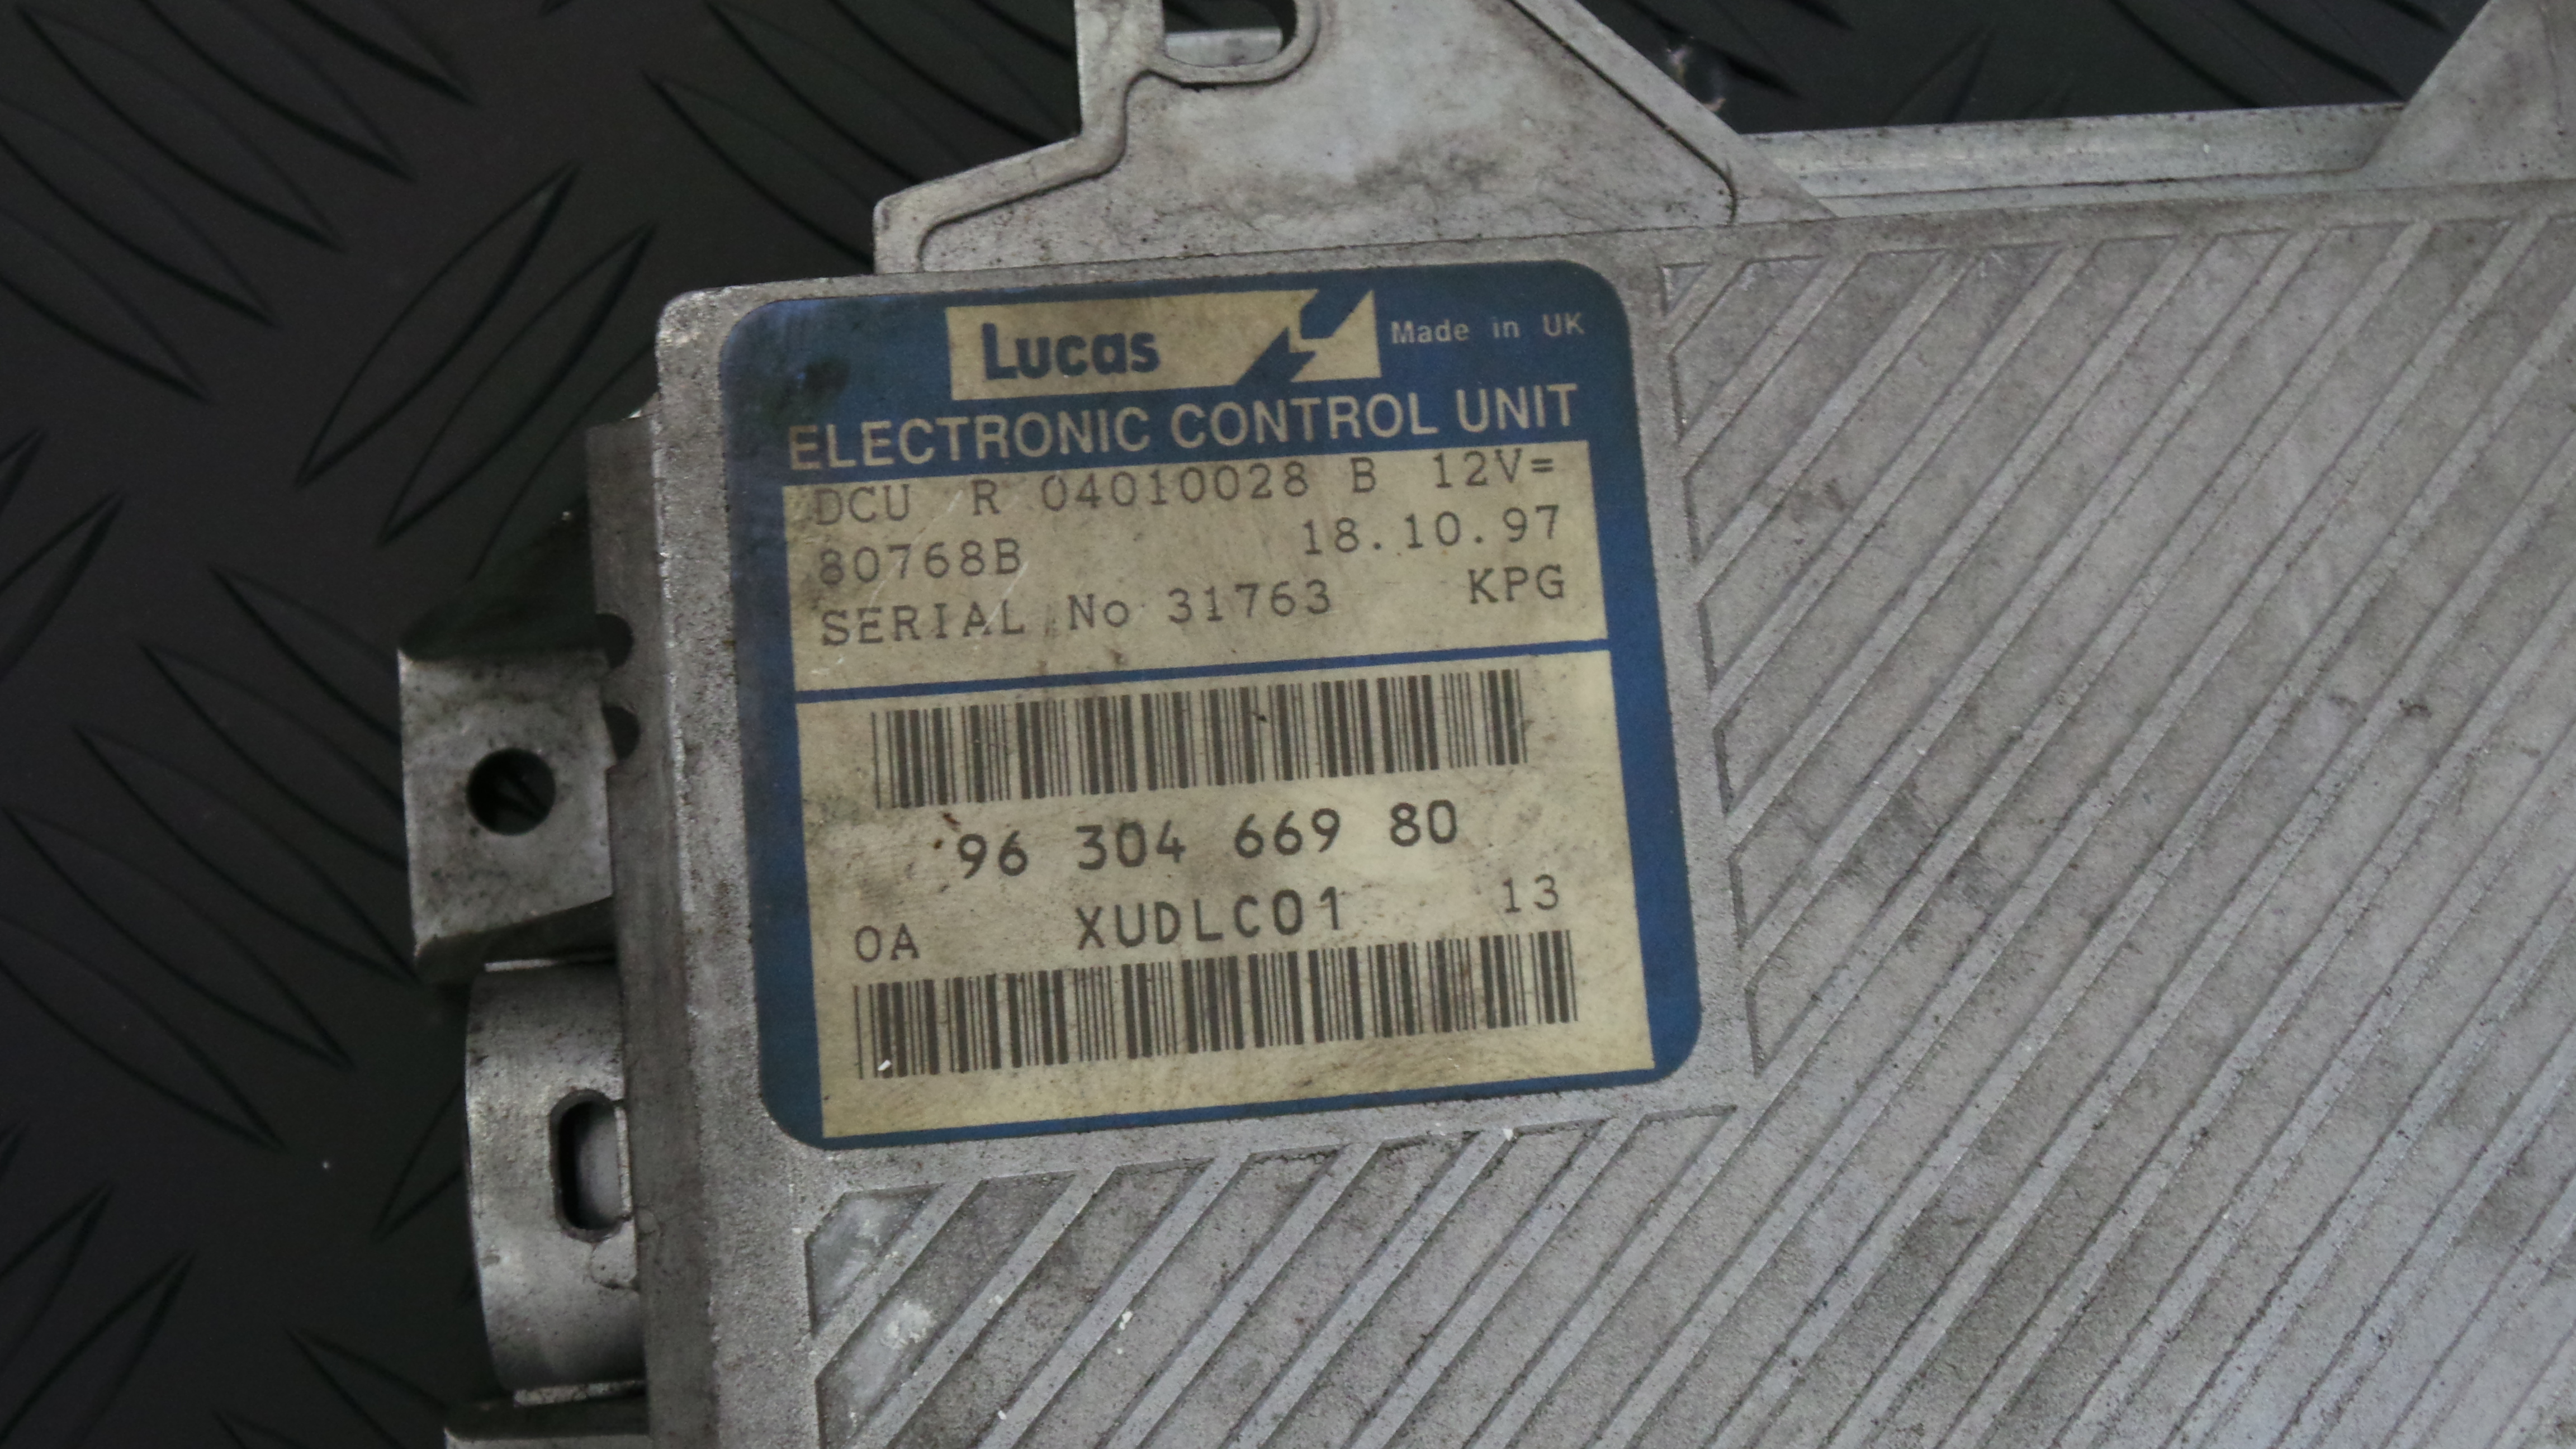 Lucas
Made in UK
ELECTRONIC CONTROL UNIT
DCU R 04010028 B 12V=
80768B 18.10.97
SERIAL No 31763 KPG
96 304 669 80
0A XUDLC01 13